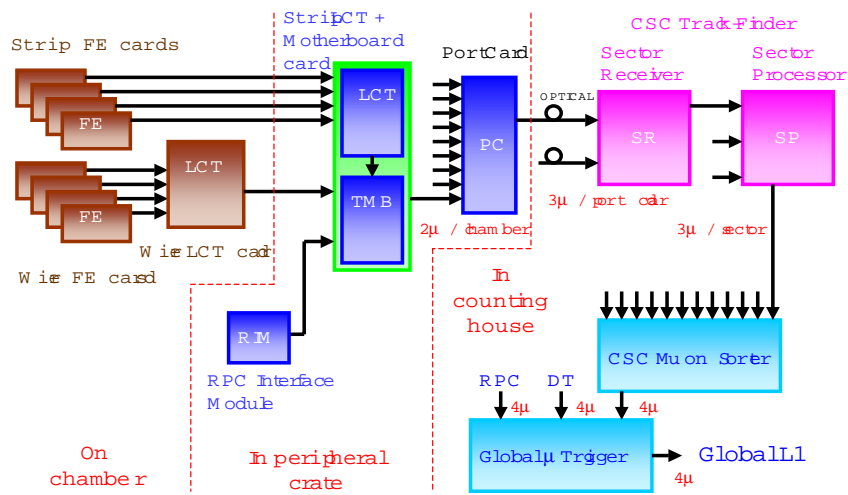 Strip FE cards
Strip LCT +
Motherboard
card
CSC Track-Finder
Port Card
Sector
Receiver
Sector
Processor
OPTICAL
LCT
FE
PC
SR
SP
LCT
TMB
FE
3μ / port card
2μ / chamber
3μ / sector
Wire LCT card
Wire FE cards
In
counting
house
RIM
CSC Muon Sorter
RPC Interface
Module
RPC
DT
4μ
4μ
4μ
On
chamber
In peripheral
crate
Global μ Trigger
Global L1
4μ